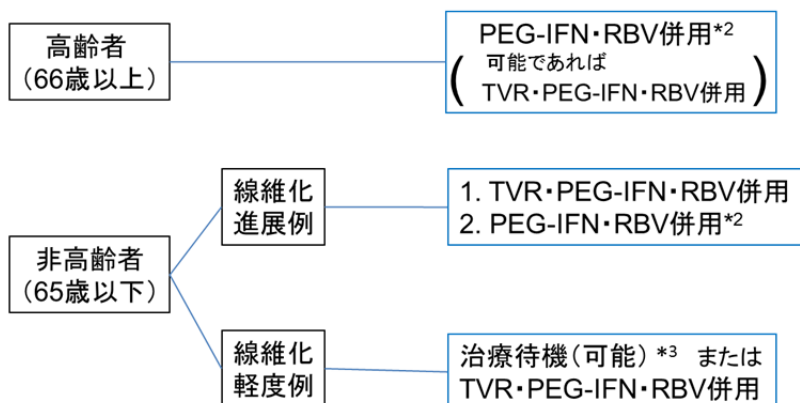 高齢者
(66歳以上)
PEG-IFN・RBV併用*2
(可能であれば
TVR・PEG-IFN・RBV併用)
線維化
進展例
1. TVR・PEG-IFN・RBV併用
2. PEG-IFN・RBV併用*2
非高齢者
(65歳以下)
線維化
軽度例
治療待機(可能) *3 または
TVR・PEG-IFN・RBV併用